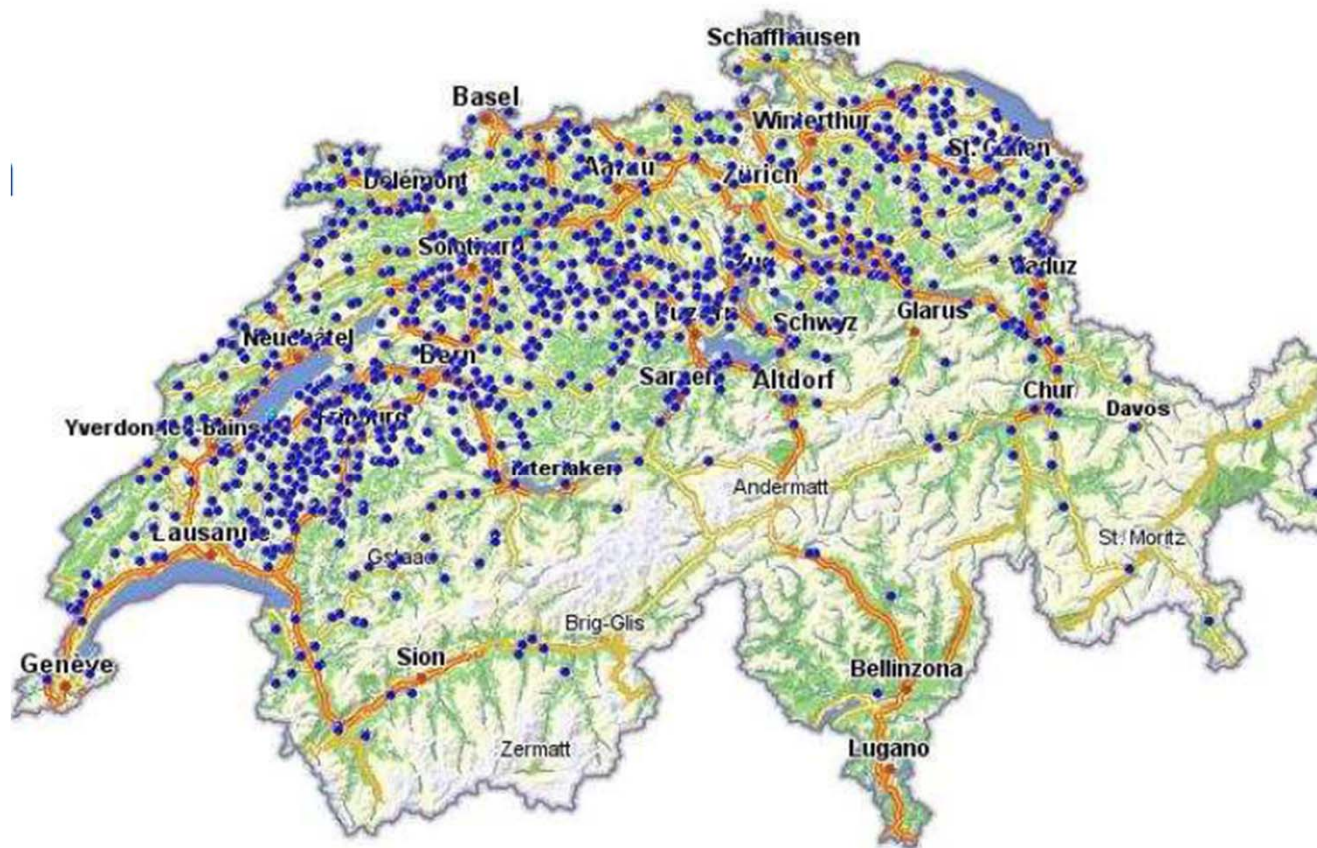 Schaffhausen
Basel
Winterthur
St. Gallen
Aarau
Delémont
Zürich
Solothurn
Zug
Vaduz
Luzern
Glarus
Neuchâtel
Schwyz
Bern
Sarnen
Altdorf
Chur
Davos
Fribourg
Yverdon-les-Bains
Interlaken
Andermatt
Lausanne
St. Moritz
Gstaad
Brig-Glis
Genève
Sion
Bellinzona
Zermatt
Lugano